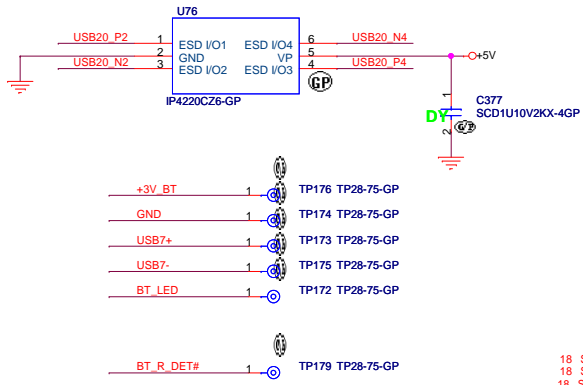 U76
USB20_P2 1 ESD I/O1 ESD I/O4 6 USB20_N4
2 GND VP 5 +5V
USB20_N2 3 ESD I/O2 ESD I/O3 4 USB20_P4
GP
IP4220CZ6-GP
1 C377
DY SCD1U10V2KX-4GP
2
+3V_BT 1 TP176 TP28-75-GP
GND 1 TP174 TP28-75-GP
USB7+ 1 TP173 TP28-75-GP
USB7- 1 TP175 TP28-75-GP
BT_LED 1 TP172 TP28-75-GP
BT_R_DET# 1 TP179 TP28-75-GP
18
18
18